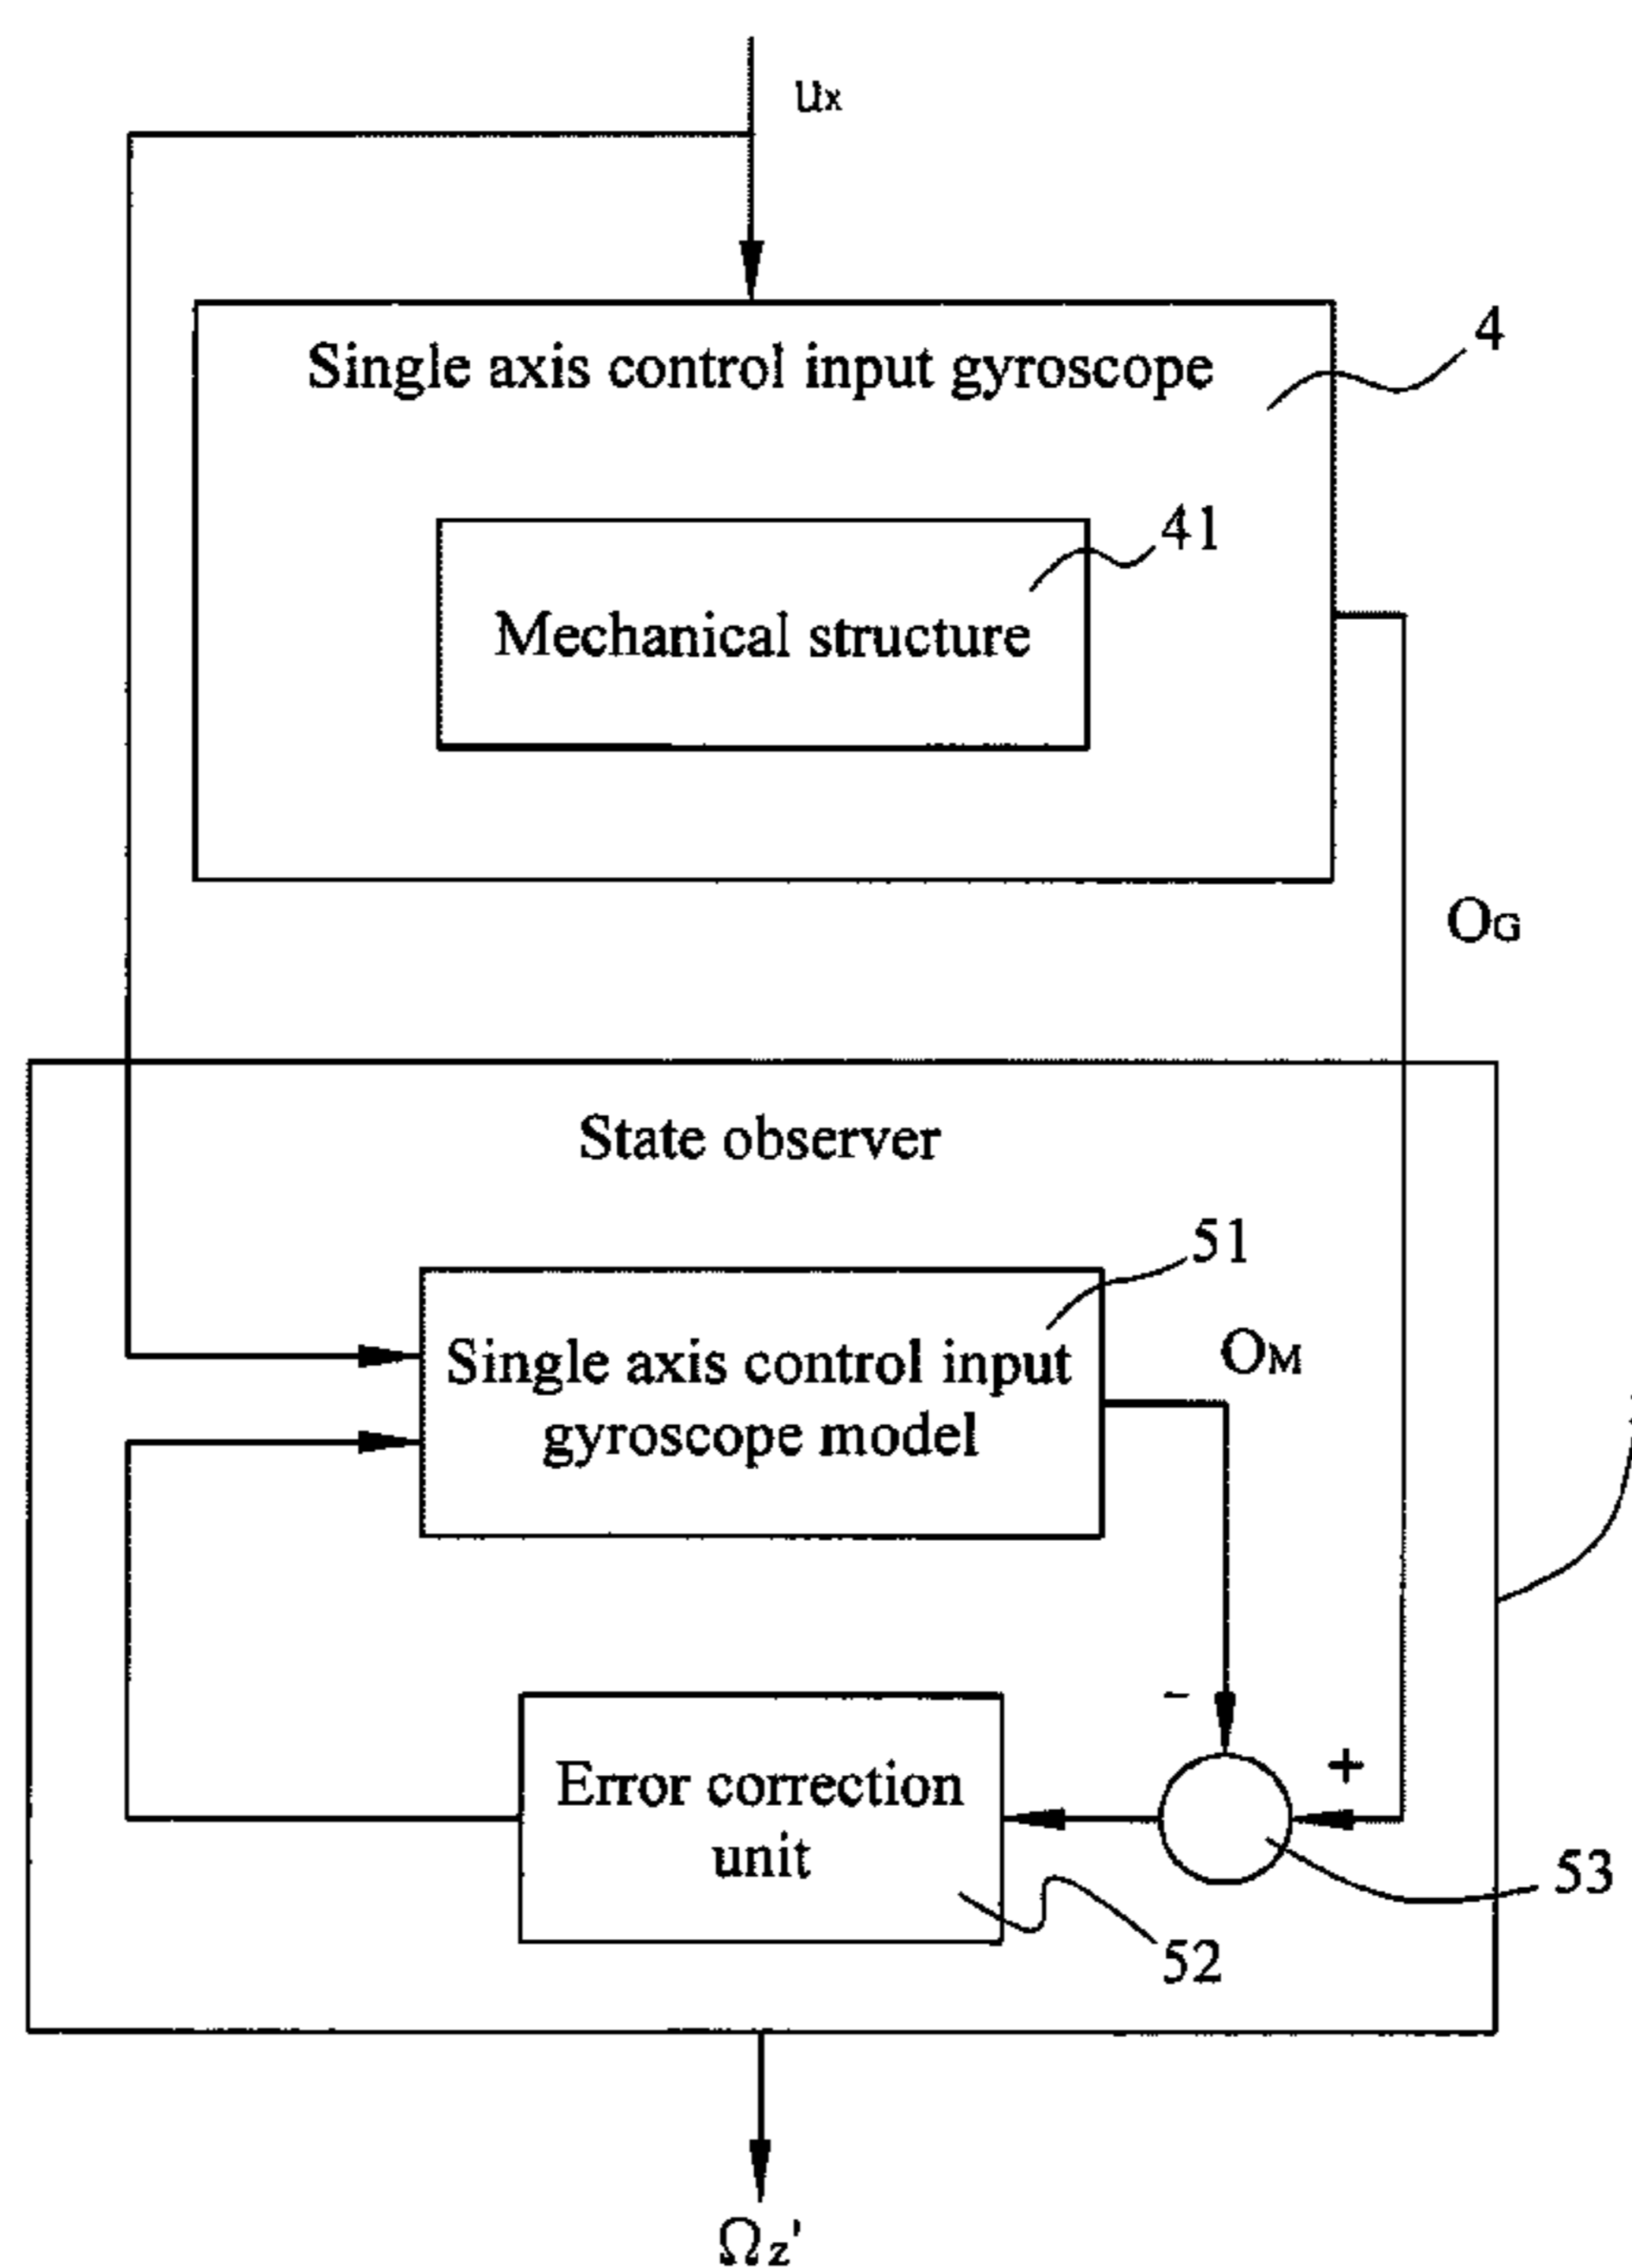 ux
Single axis control input gyroscope
4
41
Mechanical structure
OG
State observer
51
Single axis control input
gyroscope model
OM
-
+
Error correction
unit
53
52
Ωz'